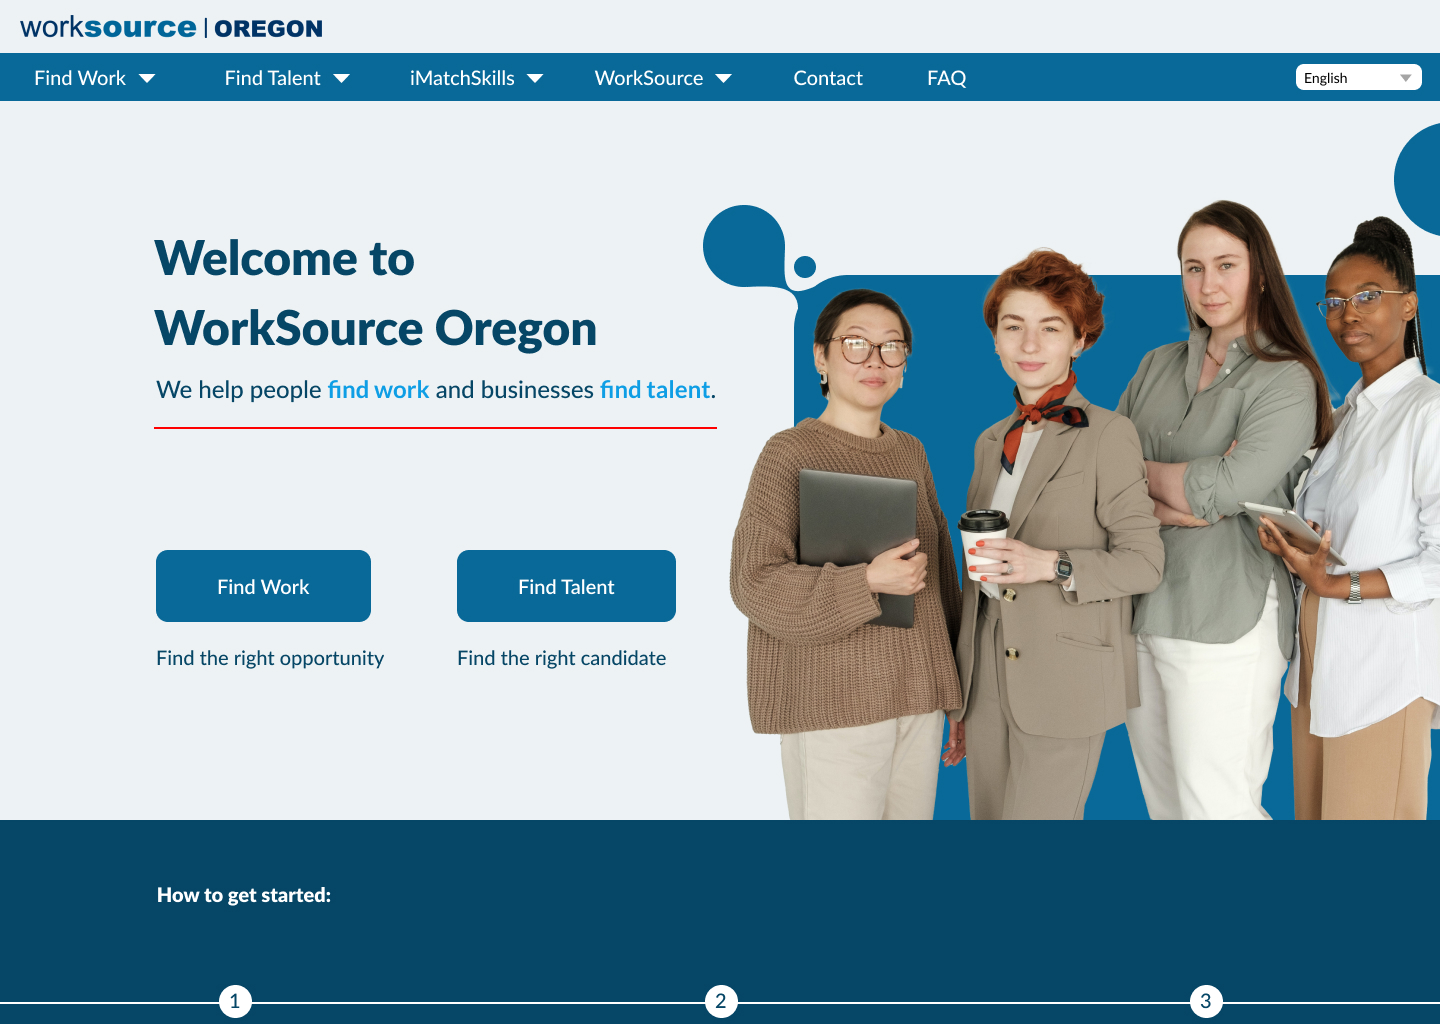 worksource | OREGON
Find Work Find Talent iMatchSkills WorkSource Contact FAQ English
Welcome to
WorkSource Oregon
We help people find work and businesses find talent.
Find Work Find Talent
Find the right opportunity Find the right candidate
How to get started:
1 2 3